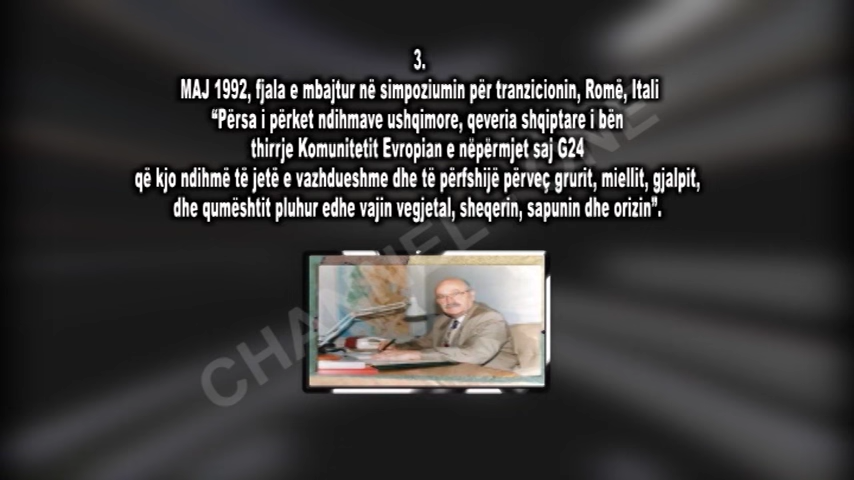 3.
MAJ 1992, fjala e mbajtur në simpoziumin për tranzicionin, Romë, Itali
“Përsa i përket ndihmave ushqimore, qeveria shqiptare i bën
thirrje Komunitetit Evropian e nëpërmjet saj G24
që kjo ndihmë të jetë e vazhdueshme dhe të përfshijë përveç grurit, miellit, gjalpit,
dhe qumështit pluhur edhe vajin vegjetal, sheqerin, sapunin dhe orizin”.
CHANNEL ONE